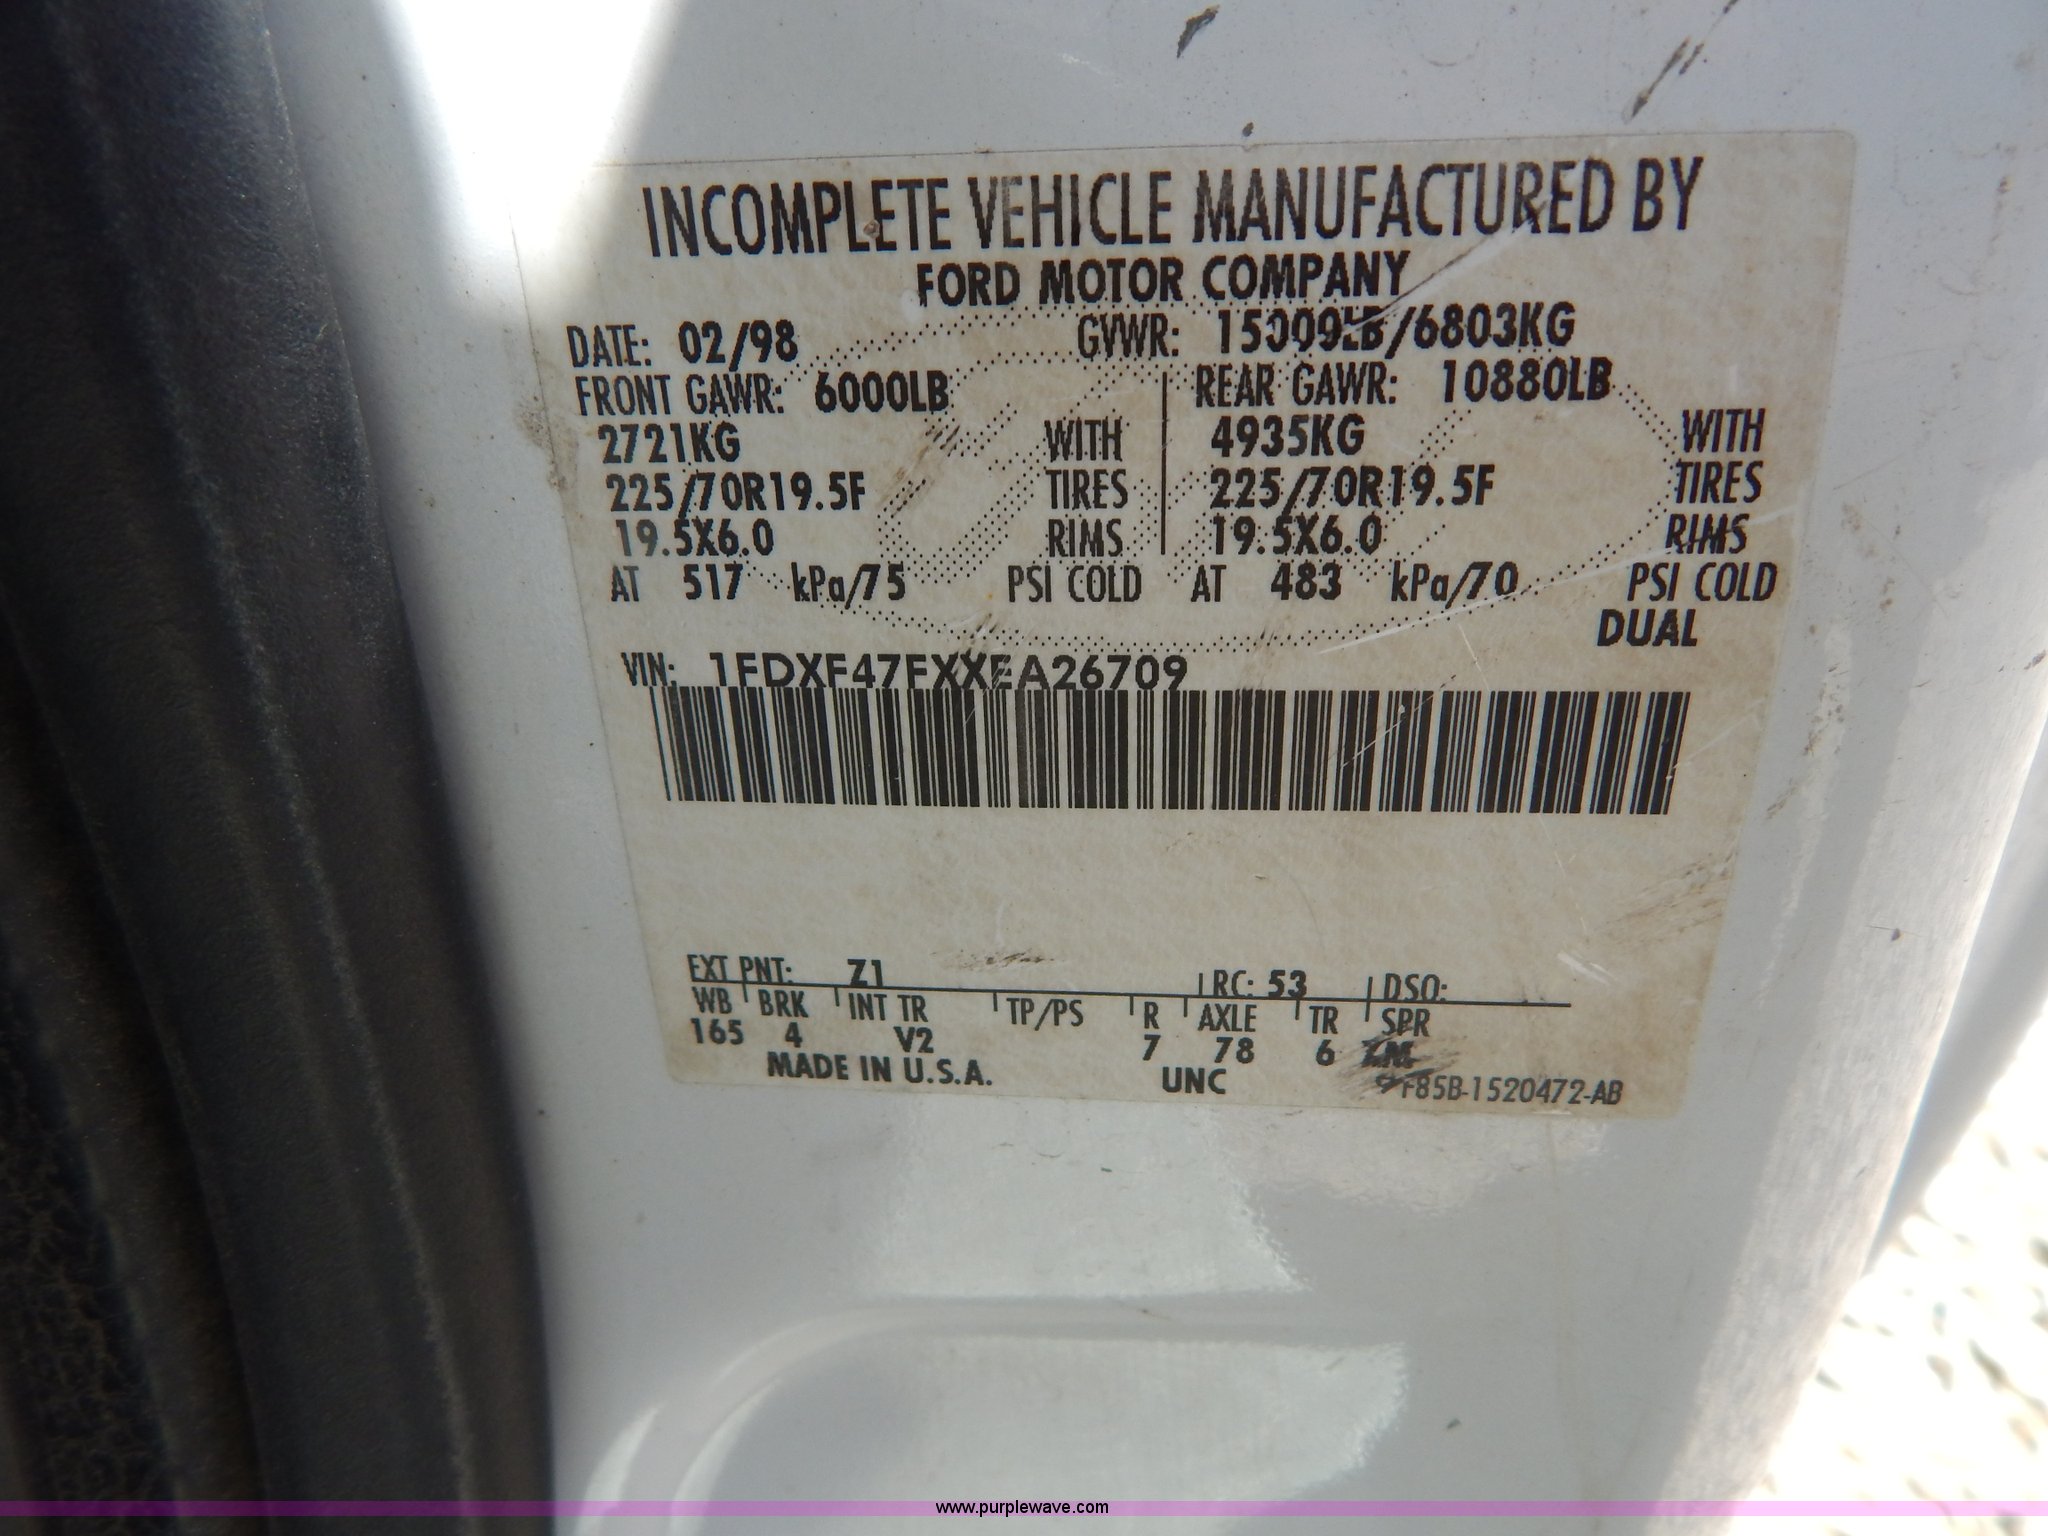 INCOMPLETE VEHICLE MANUFACTURED BY
FORD MOTOR COMPANY
DATE: 02/98 GVWR: 15000LB/6803KG
FRONT GAWR: 6000LB REAR GAWR: 10880LB
2721KG WITH 4935KG WITH
225/70R19.5F TIRES 225/70R19.5F TIRES
19.5X6.0 RIMS 19.5X6.0 RIMS
AT 517 kPa/75 PSI COLD AT 483 kPa/70 PSI COLD
DUAL
VIN: 1FDXF47FXXEA26709
EXT PNT: Z1 RC: 53 DSO:
WB BRK INT TR TP/PS R AXLE TR SPR
165 4 V2 7 78 6
MADE IN U.S.A. UNC F85B-1520472-AB
www.purplewave.com